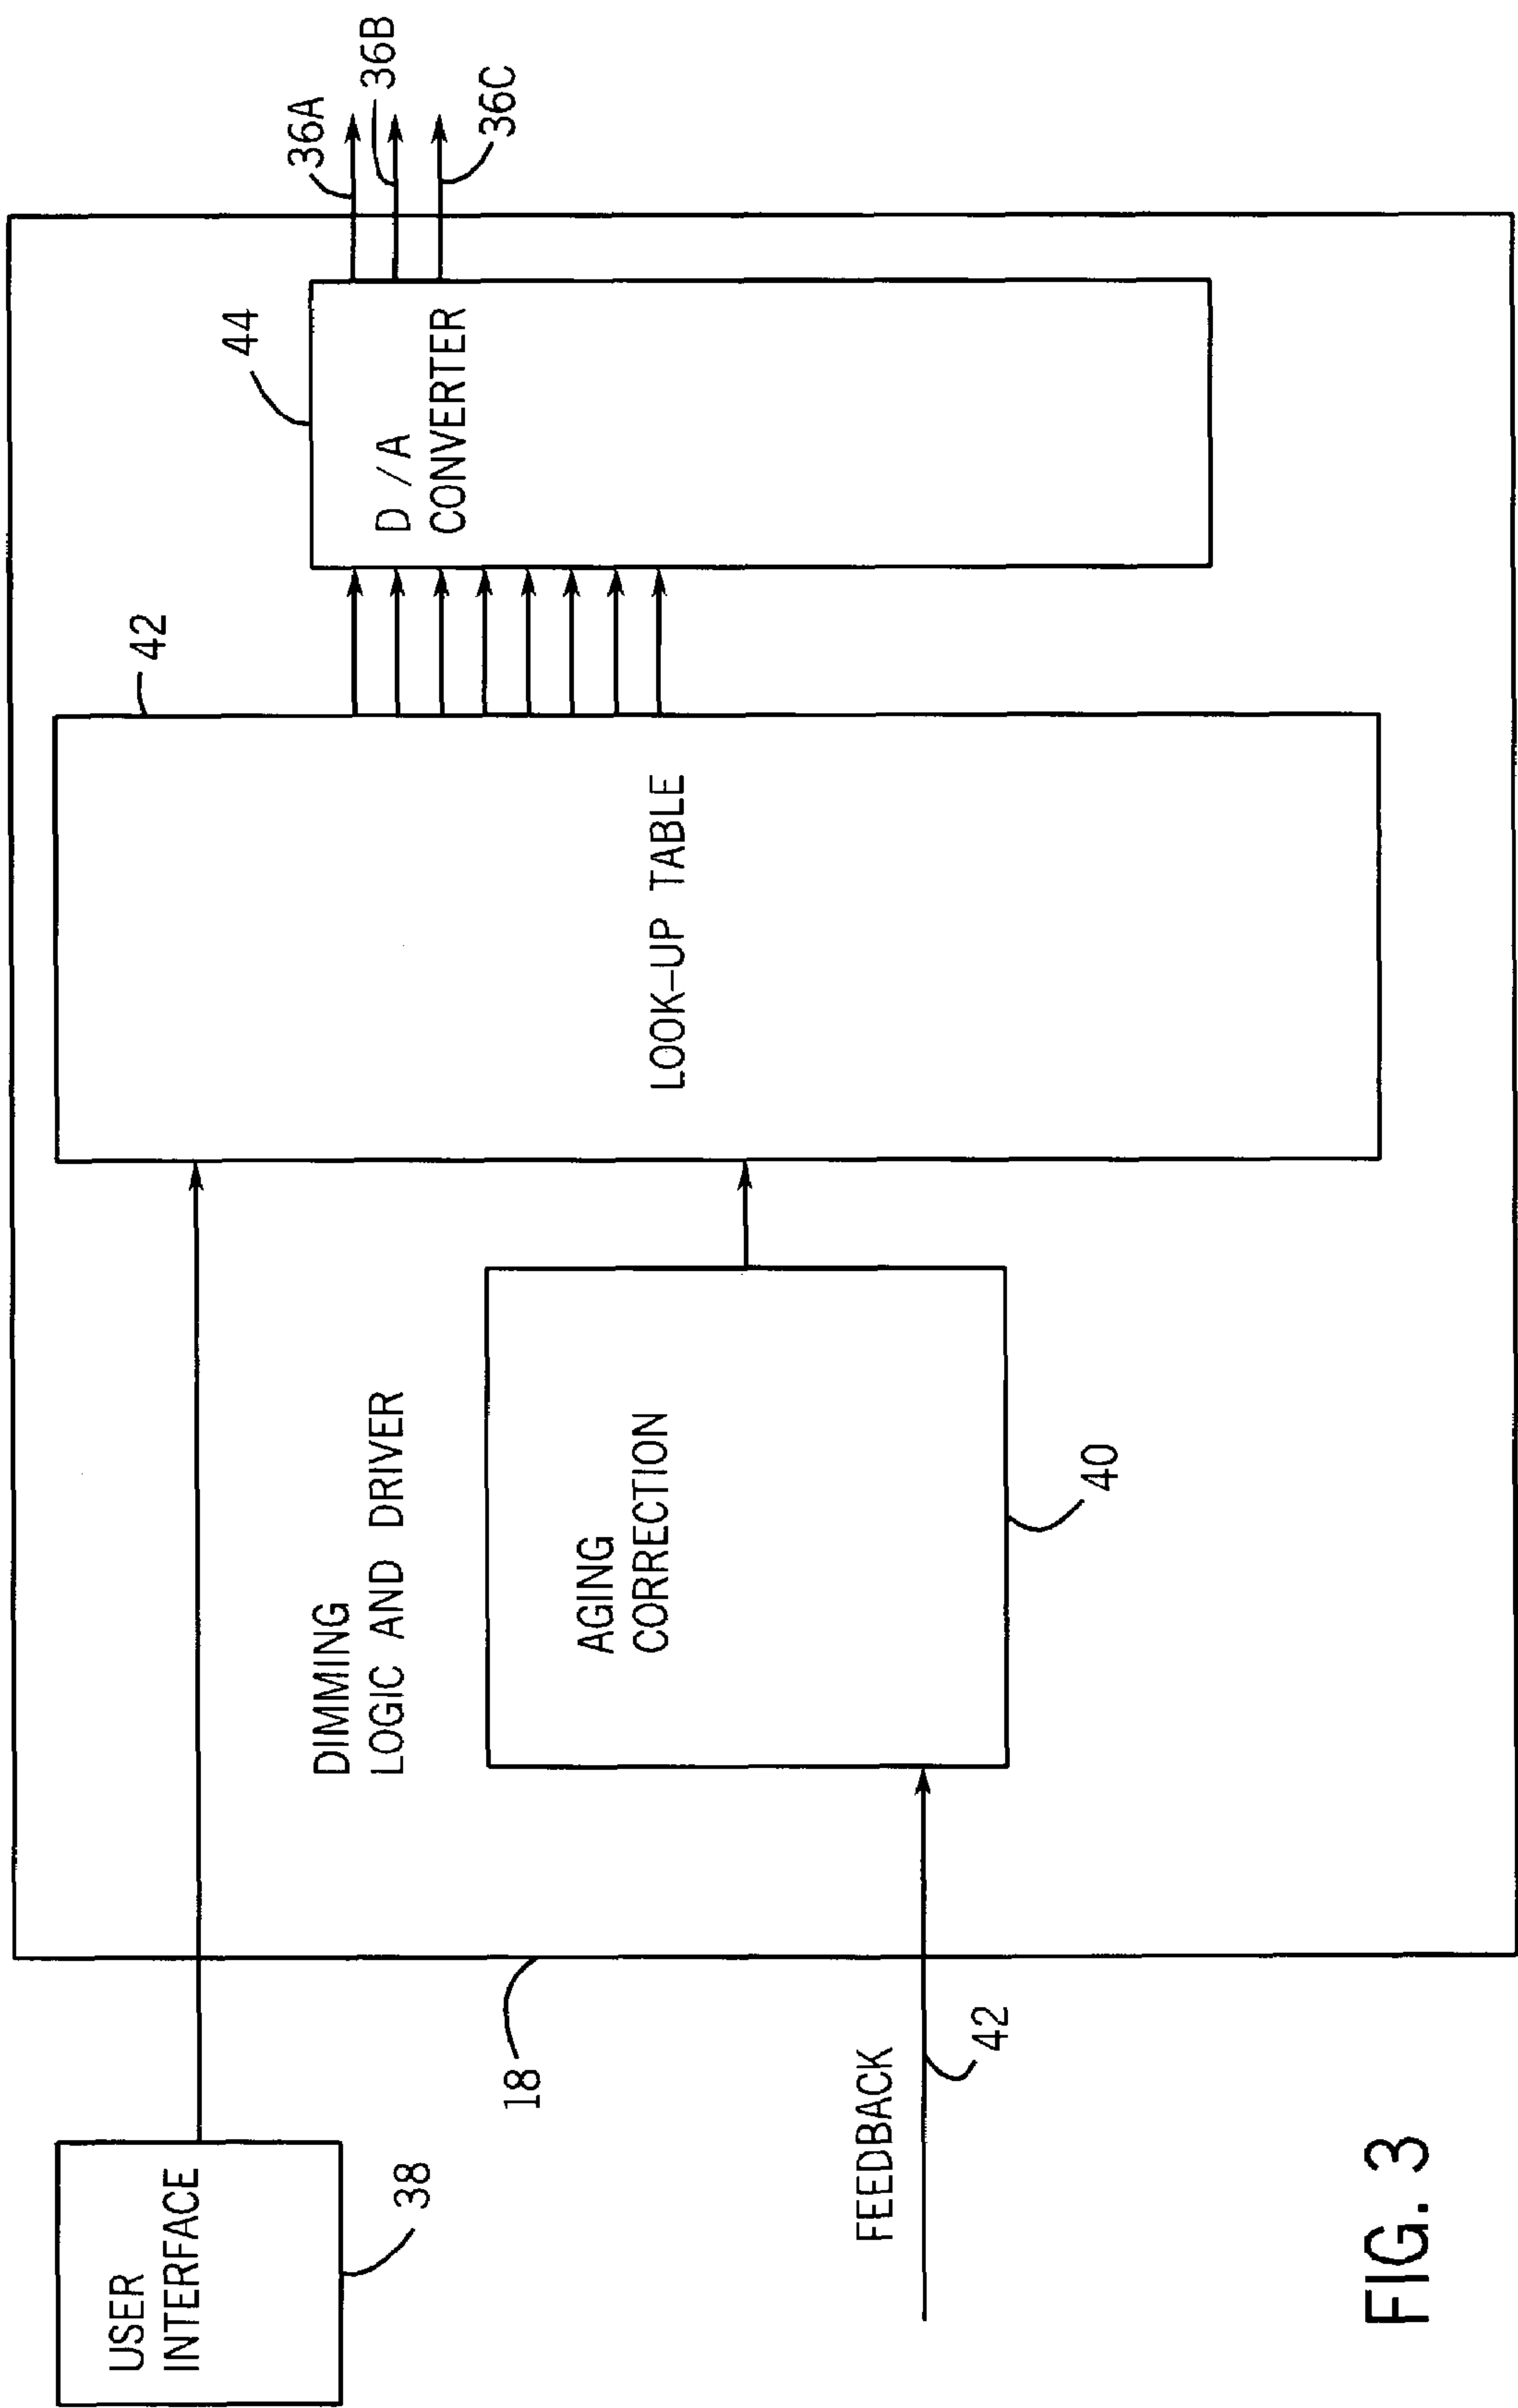 USER
INTERFACE
38
18
FEEDBACK
42
DIMMING
LOGIC AND DRIVER
AGING
CORRECTION
40
LOOK-UP TABLE
42
D/A
CONVERTER
44
36A
36B
36C
FIG. 3